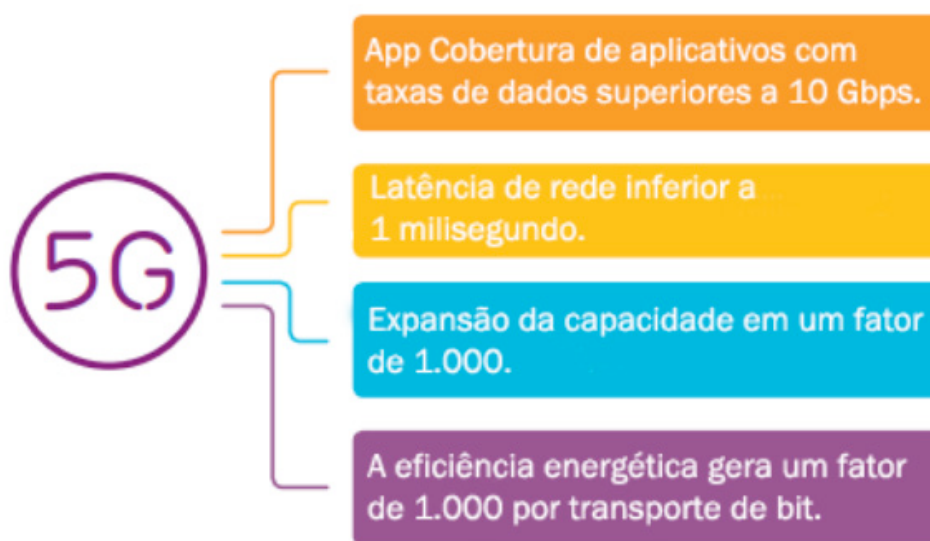 5G
App Cobertura de aplicativos com
taxas de dados superiores a 10 Gbps.
Latência de rede inferior a
1 milisegundo.
Expansão da capacidade em um fator
de 1.000.
A eficiência energética gera um fator
de 1.000 por transporte de bit.